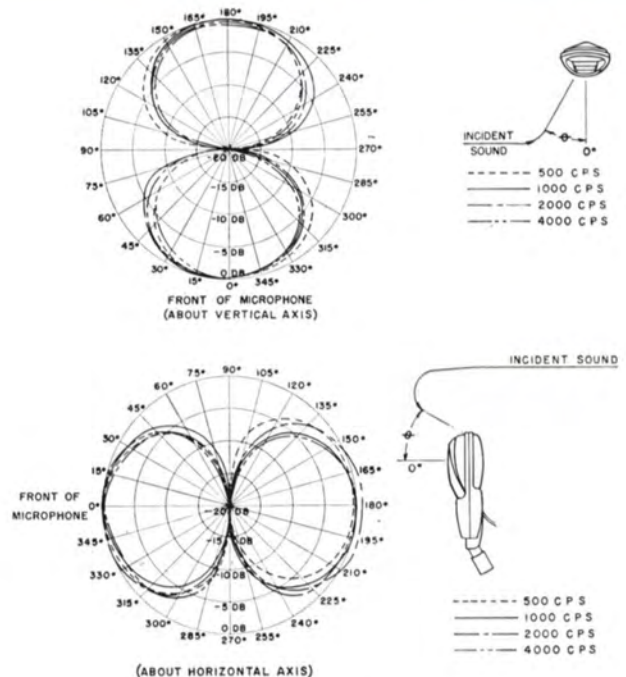 180°
165°
195°
150°
210°
135°
225°
120°
240°
105°
255°
90°
270°
75°
285°
60°
300°
45°
315°
30°
330°
0°
345°
-20 DB
-15 DB
-10 DB
-5 DB
0 DB
FRONT OF MICROPHONE
(ABOUT VERTICAL AXIS)
INCIDENT
SOUND
θ
0°
500 CPS
1000 CPS
2000 CPS
4000 CPS
90°
75°
105°
60°
120°
45°
135°
30°
150°
15°
165°
FRONT OF
MICROPHONE
0°
180°
345°
195°
330°
210°
315°
225°
300°
240°
285°
270°
255°
-20 DB
-15 DB
-10 DB
-5 DB
0 DB
(ABOUT HORIZONTAL AXIS)
INCIDENT SOUND
θ
0°
500 CPS
1000 CPS
2000 CPS
4000 CPS